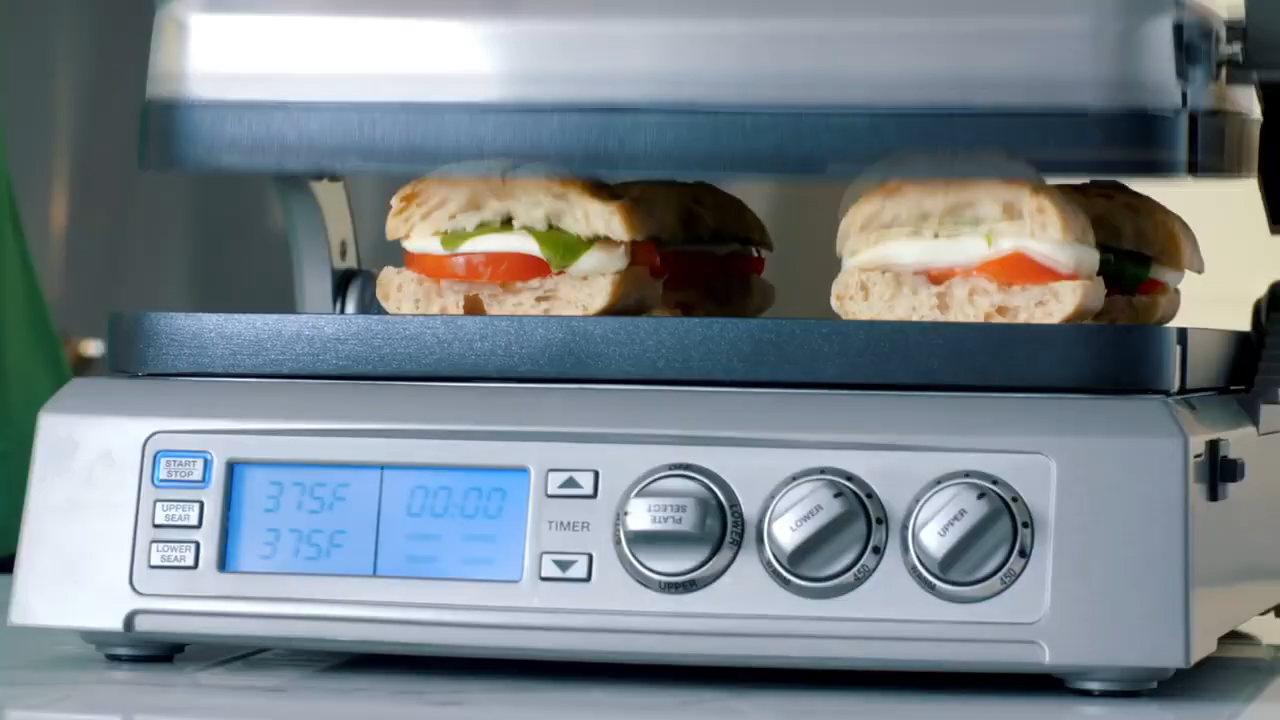 START
STOP
UPPER
SEAR
LOWER
SEAR
375F
375F
00:00
TIMER
PLATE
SELECT
LOWER
UPPER
LOWER
450
UPPER
450